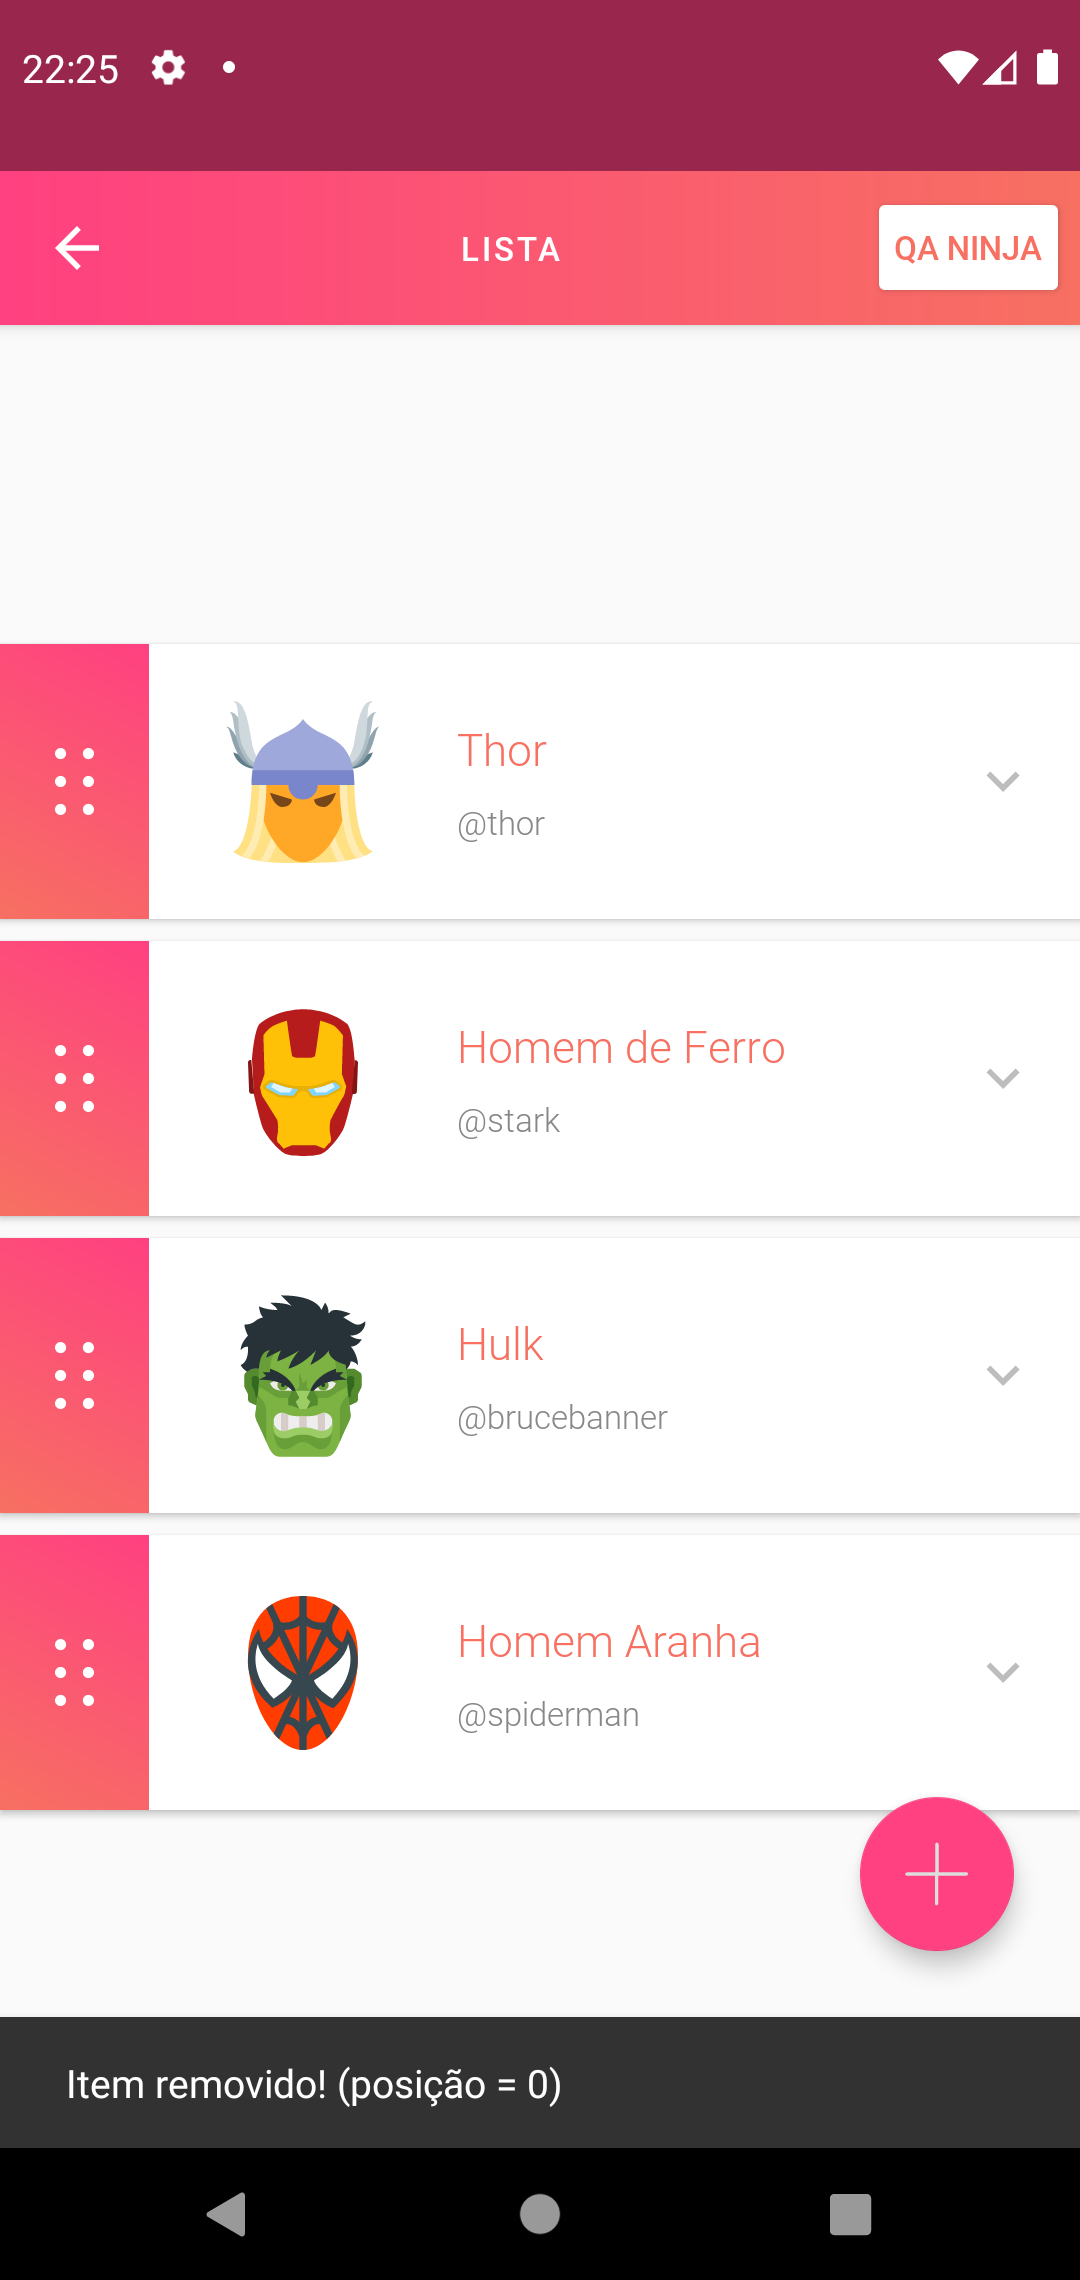 22:25
LISTA
QA NINJA
Thor
@thor
Homem de Ferro
@stark
Hulk
@brucebanner
Homem Aranha
@spiderman
Item removido! (posição = 0)